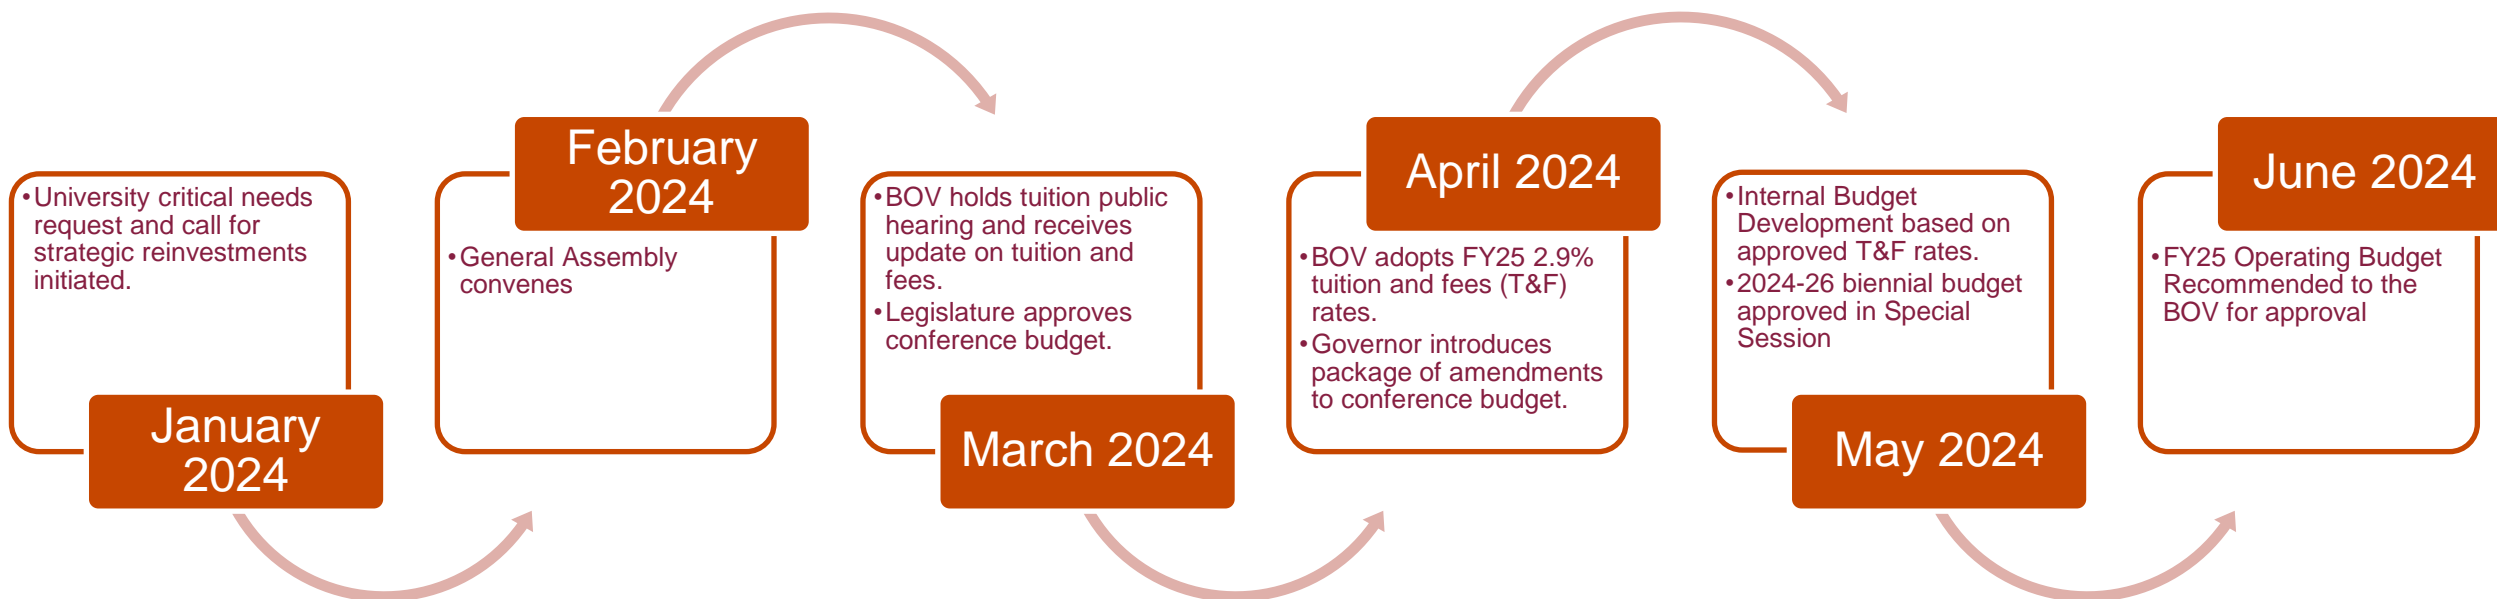 •University critical needs
request and call for
strategic reinvestments
initiated.
January
2024
February
2024
•General Assembly
convenes
•BOV holds tuition public
hearing and receives
update on tuition and
fees.
•Legislature approves
conference budget.
March 2024
April 2024
•BOV adopts FY25 2.9%
tuition and fees (T&F)
rates.
•Governor introduces
package of amendments
to conference budget.
•Internal Budget
Development based on
approved T&F rates.
•2024-26 biennial budget
approved in Special
Session
May 2024
June 2024
•FY25 Operating Budget
Recommended to the
BOV for approval